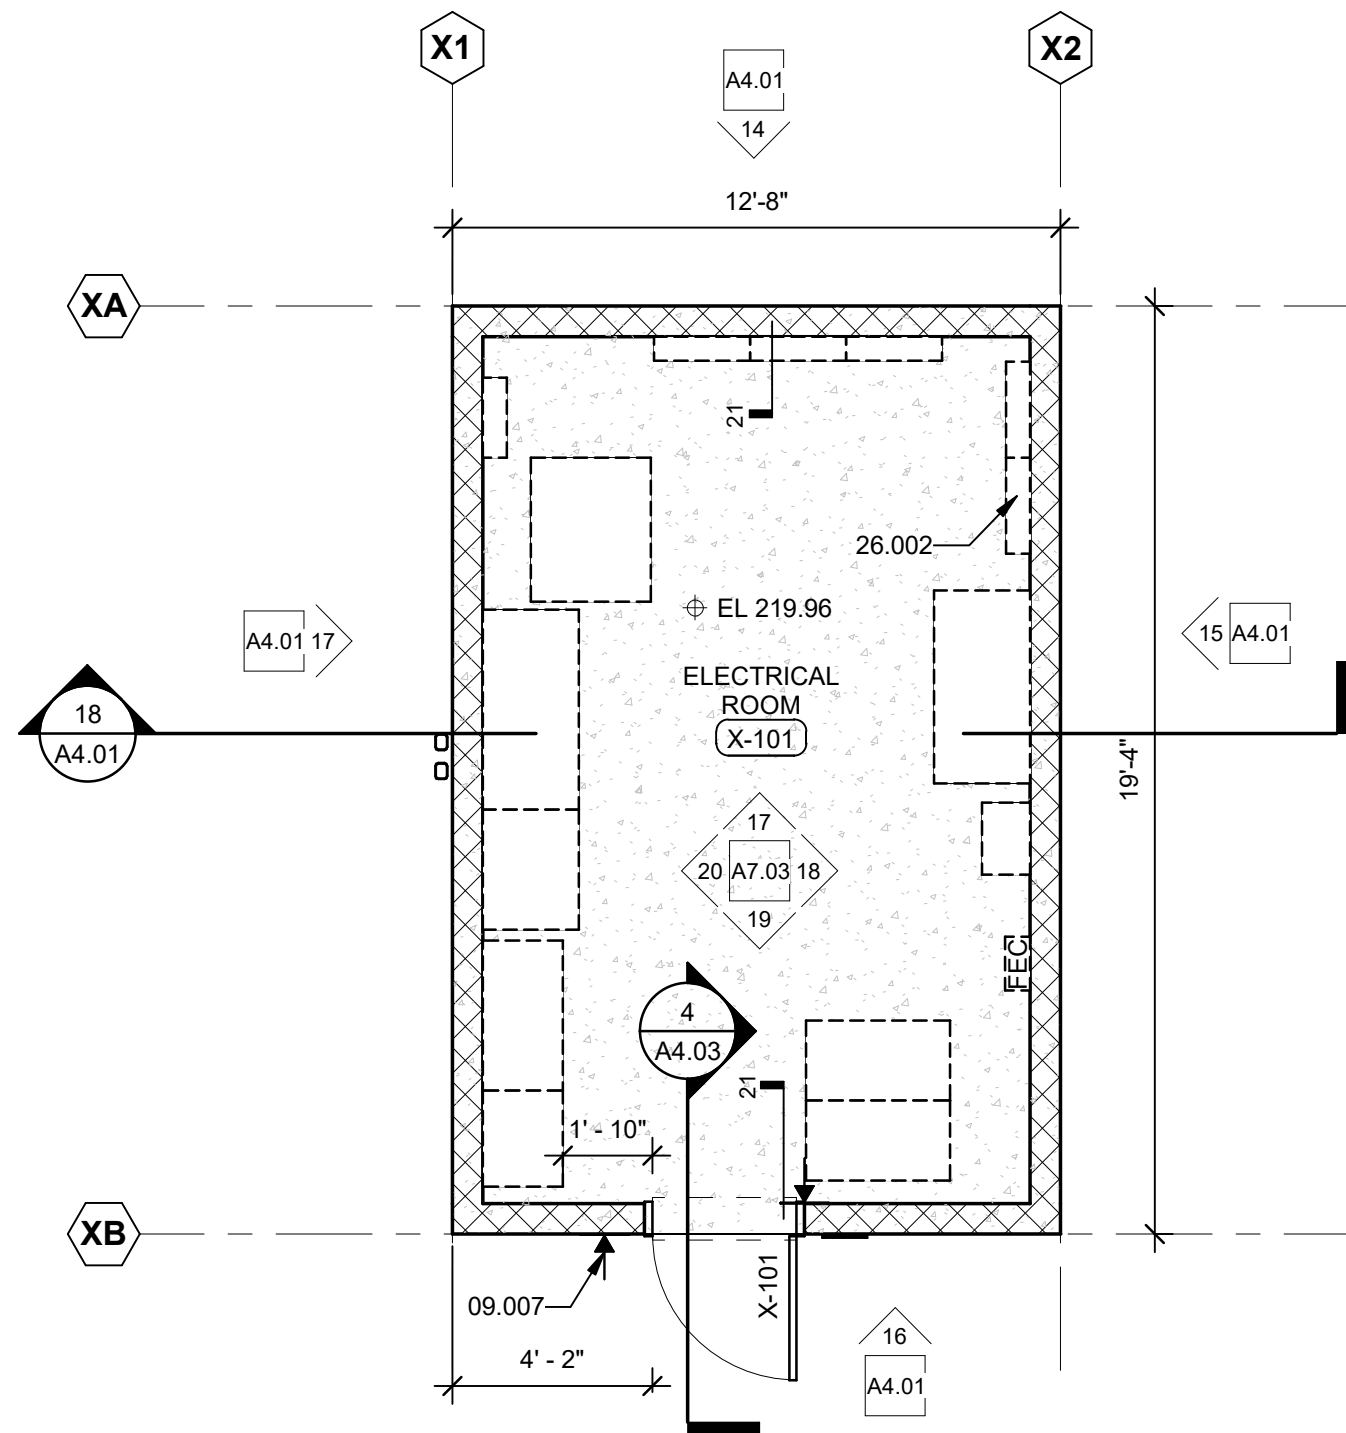 X1
X2
A4.01
14
12'-8"
XA
21
26.002
EL 219.96
A4.01 17
15 A4.01
ELECTRICAL
ROOM
X-101
18
A4.01
19'-4"
17
20 A7.03 18
19
FEC
4
A4.03
21
1' - 10"
XB
X-101
09.007
16
4' - 2"
A4.01